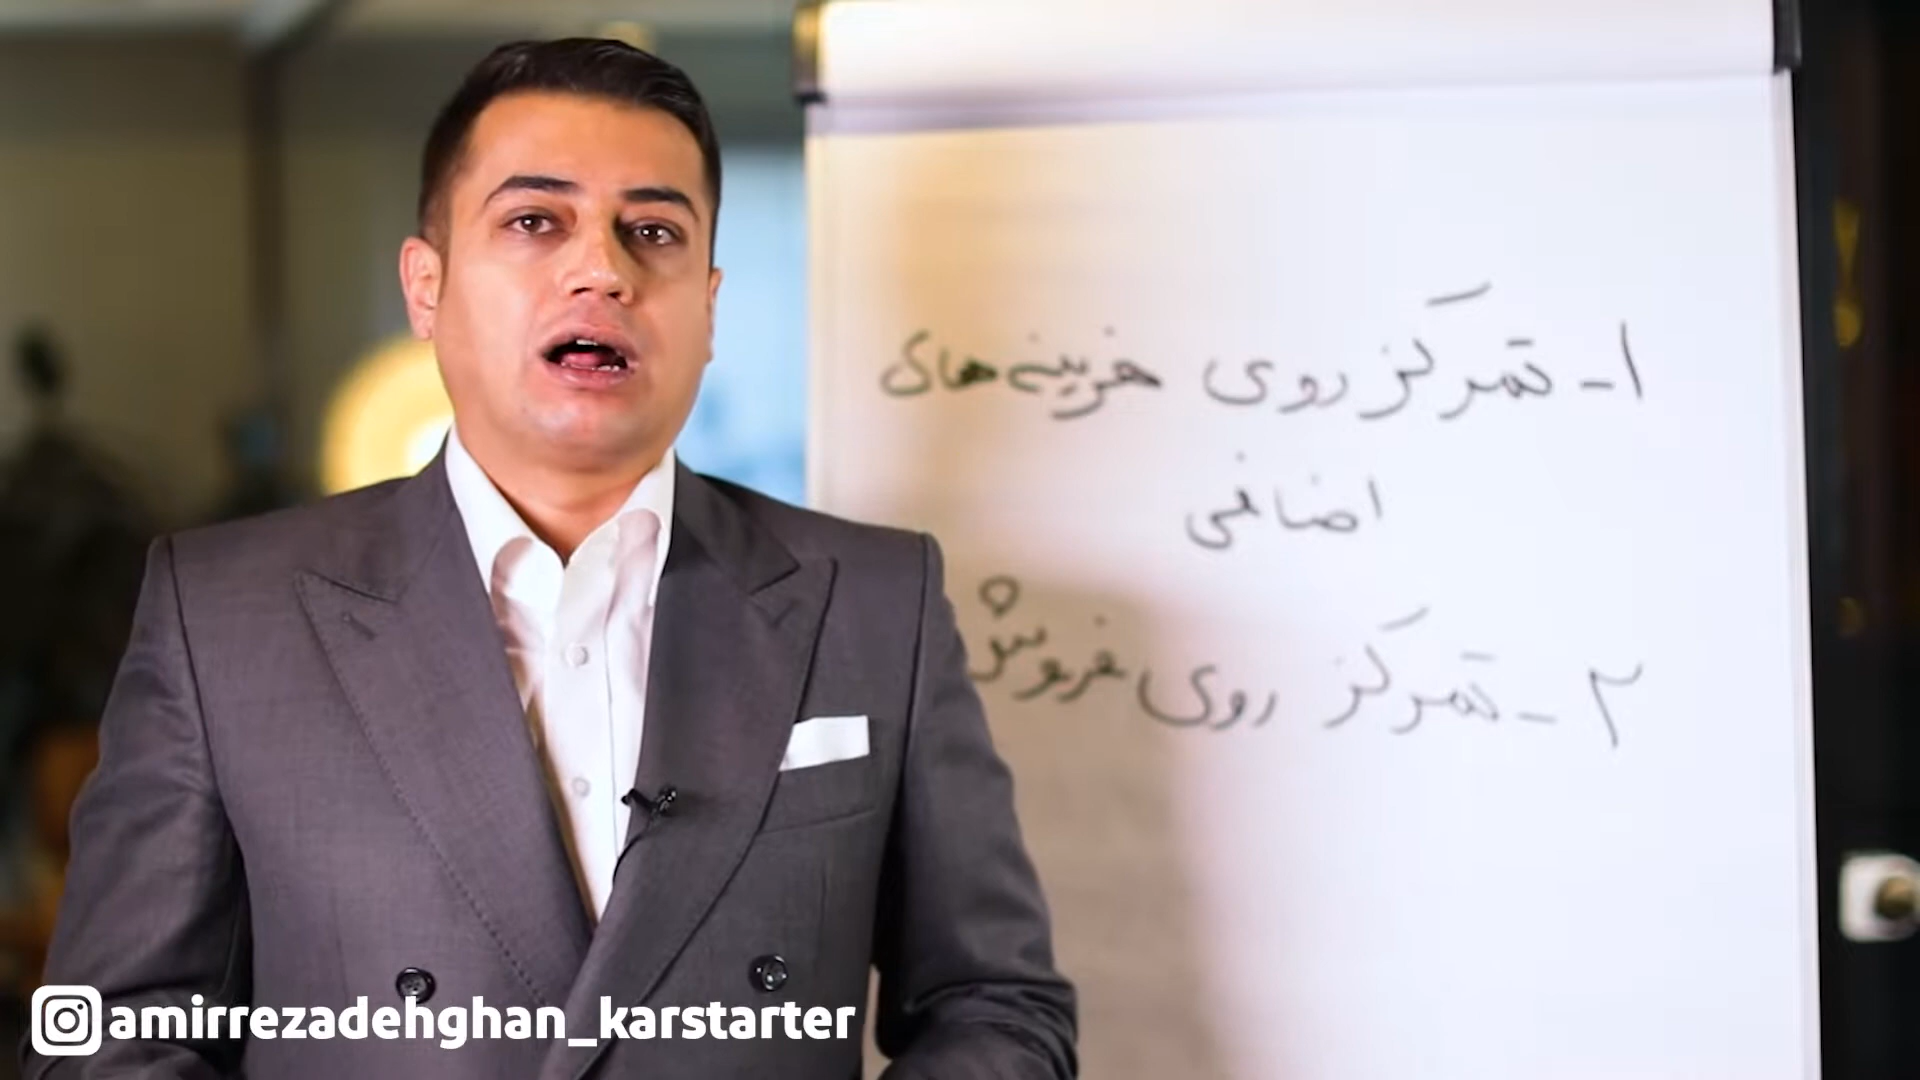 ۱- تمرکز روی هزینه‌های
اضافی
۲- تمرکز روی فروش
amirrezadehghan_karstarter